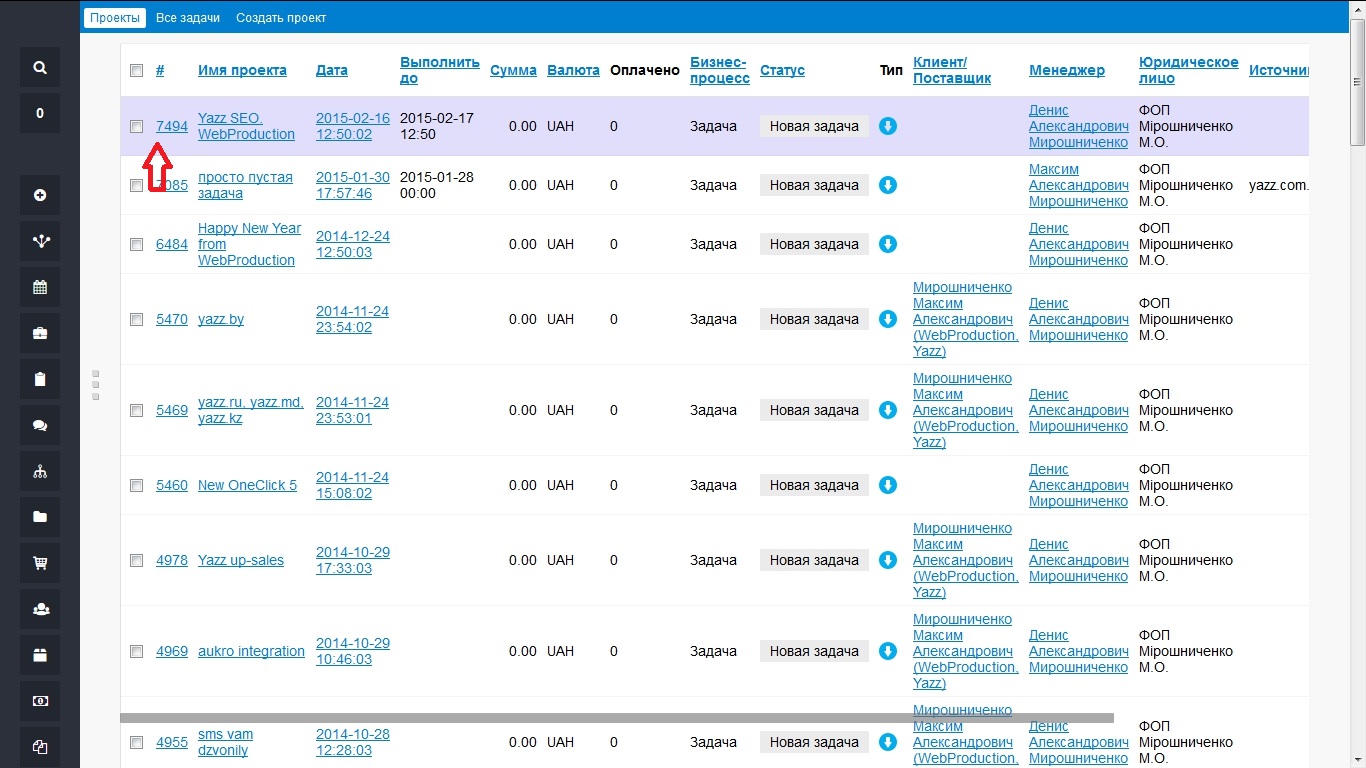 Проекты Все задачи Создать проект
0
# Имя проекта Дата Выполнить до Сумма Валюта Оплачено Бизнес-процесс Статус Тип Клиент/Поставщик Менеджер Юридическое лицо
7494 Yazz SEO. WebProduction 2015-02-16 12:50:02 2015-02-17 12:50 0.00 UAH 0 Задача Новая задача Денис Александрович Мирошниченко ФОП Мірошниченко М.О.
просто пустая задача 2015-01-30 17:57:46 2015-01-28 00:00 0.00 UAH 0 Задача Новая задача Максим Александрович Мирошниченко ФОП Мірошниченко М.О. yazz.com.
6484 Happy New Year from WebProduction 2014-12-24 12:50:03 0.00 UAH 0 Задача Новая задача Денис Александрович Мирошниченко ФОП Мірошниченко М.О.
5470 yazz.by 2014-11-24 23:54:02 0.00 UAH 0 Задача Новая задача Мирошниченко Максим Александрович (WebProduction, Yazz) Денис Александрович Мирошниченко ФОП Мірошниченко М.О.
5469 yazz.ru, yazz.md, yazz.kz 2014-11-24 23:53:01 0.00 UAH 0 Задача Новая задача Мирошниченко Максим Александрович (WebProduction, Yazz) Денис Александрович Мирошниченко ФОП Мірошниченко М.О.
5460 New OneClick 5 2014-11-24 15:08:02 0.00 UAH 0 Задача Новая задача Денис Александрович Мирошниченко ФОП Мірошниченко М.О.
4978 Yazz up-sales 2014-10-29 17:33:03 0.00 UAH 0 Задача Новая задача Мирошниченко Максим Александрович (WebProduction, Yazz) Денис Александрович Мирошниченко ФОП Мірошниченко М.О.
4969 aukro integration 2014-10-29 10:46:03 0.00 UAH 0 Задача Новая задача Мирошниченко Максим Александрович (WebProduction, Yazz) Денис Александрович Мирошниченко ФОП Мірошниченко М.О.
4955 sms vam dzvonily 2014-10-28 12:28:03 0.00 UAH 0 Задача Новая задача Мирошниченко Максим Александрович (WebProduction, Денис Александрович Мирошниченко ФОП Мірошниченко М.О.